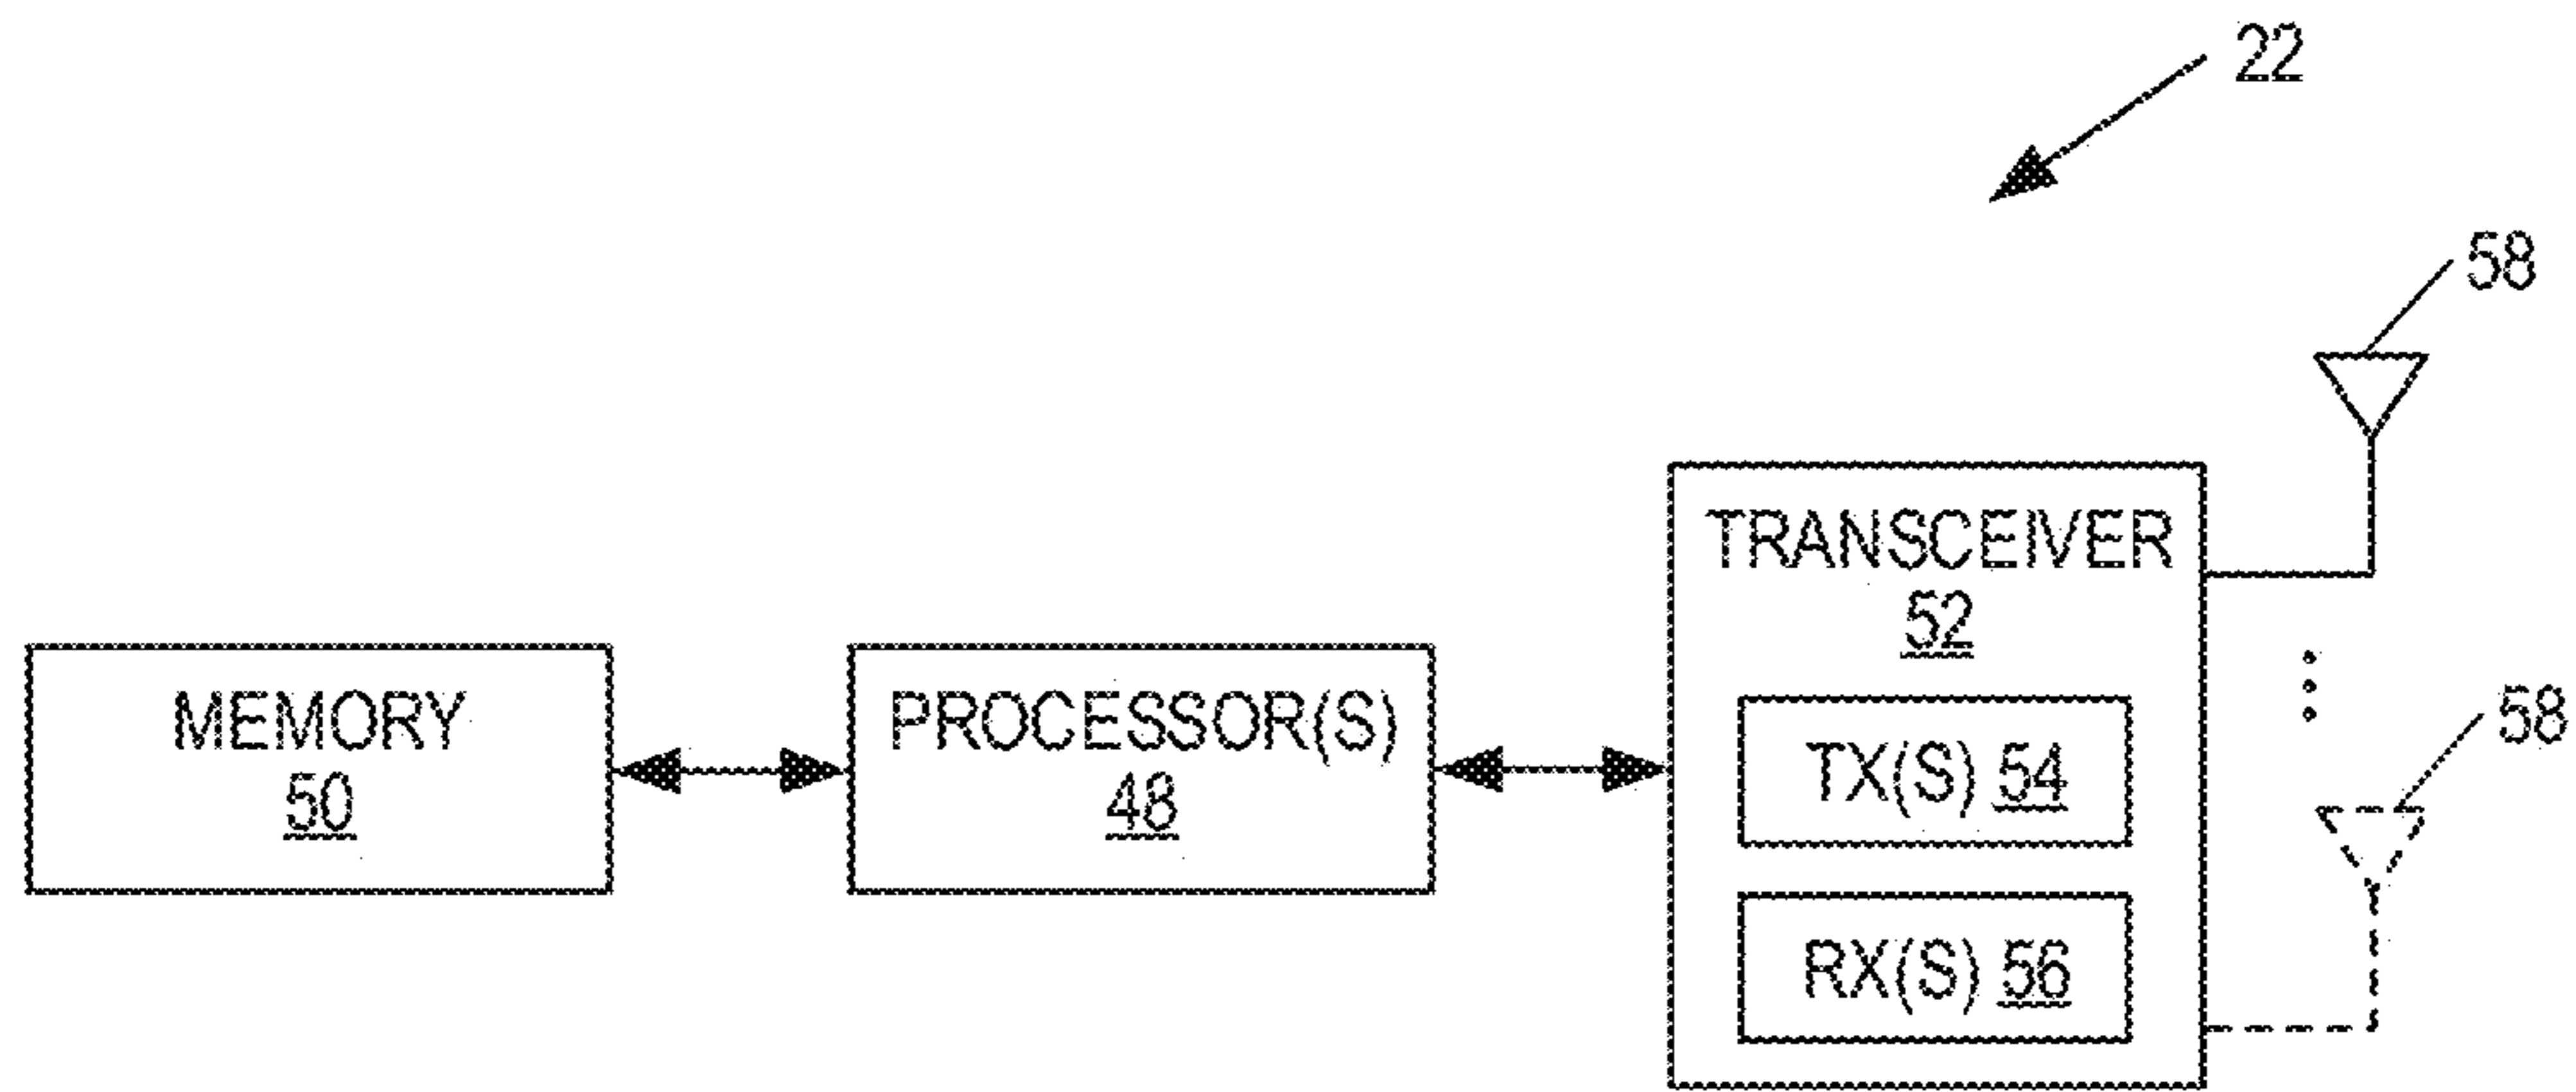 22
58
TRANSCEIVER
52
MEMORY
50
PROCESSOR(S)
48
TX(S) 54
58
RX(S) 56